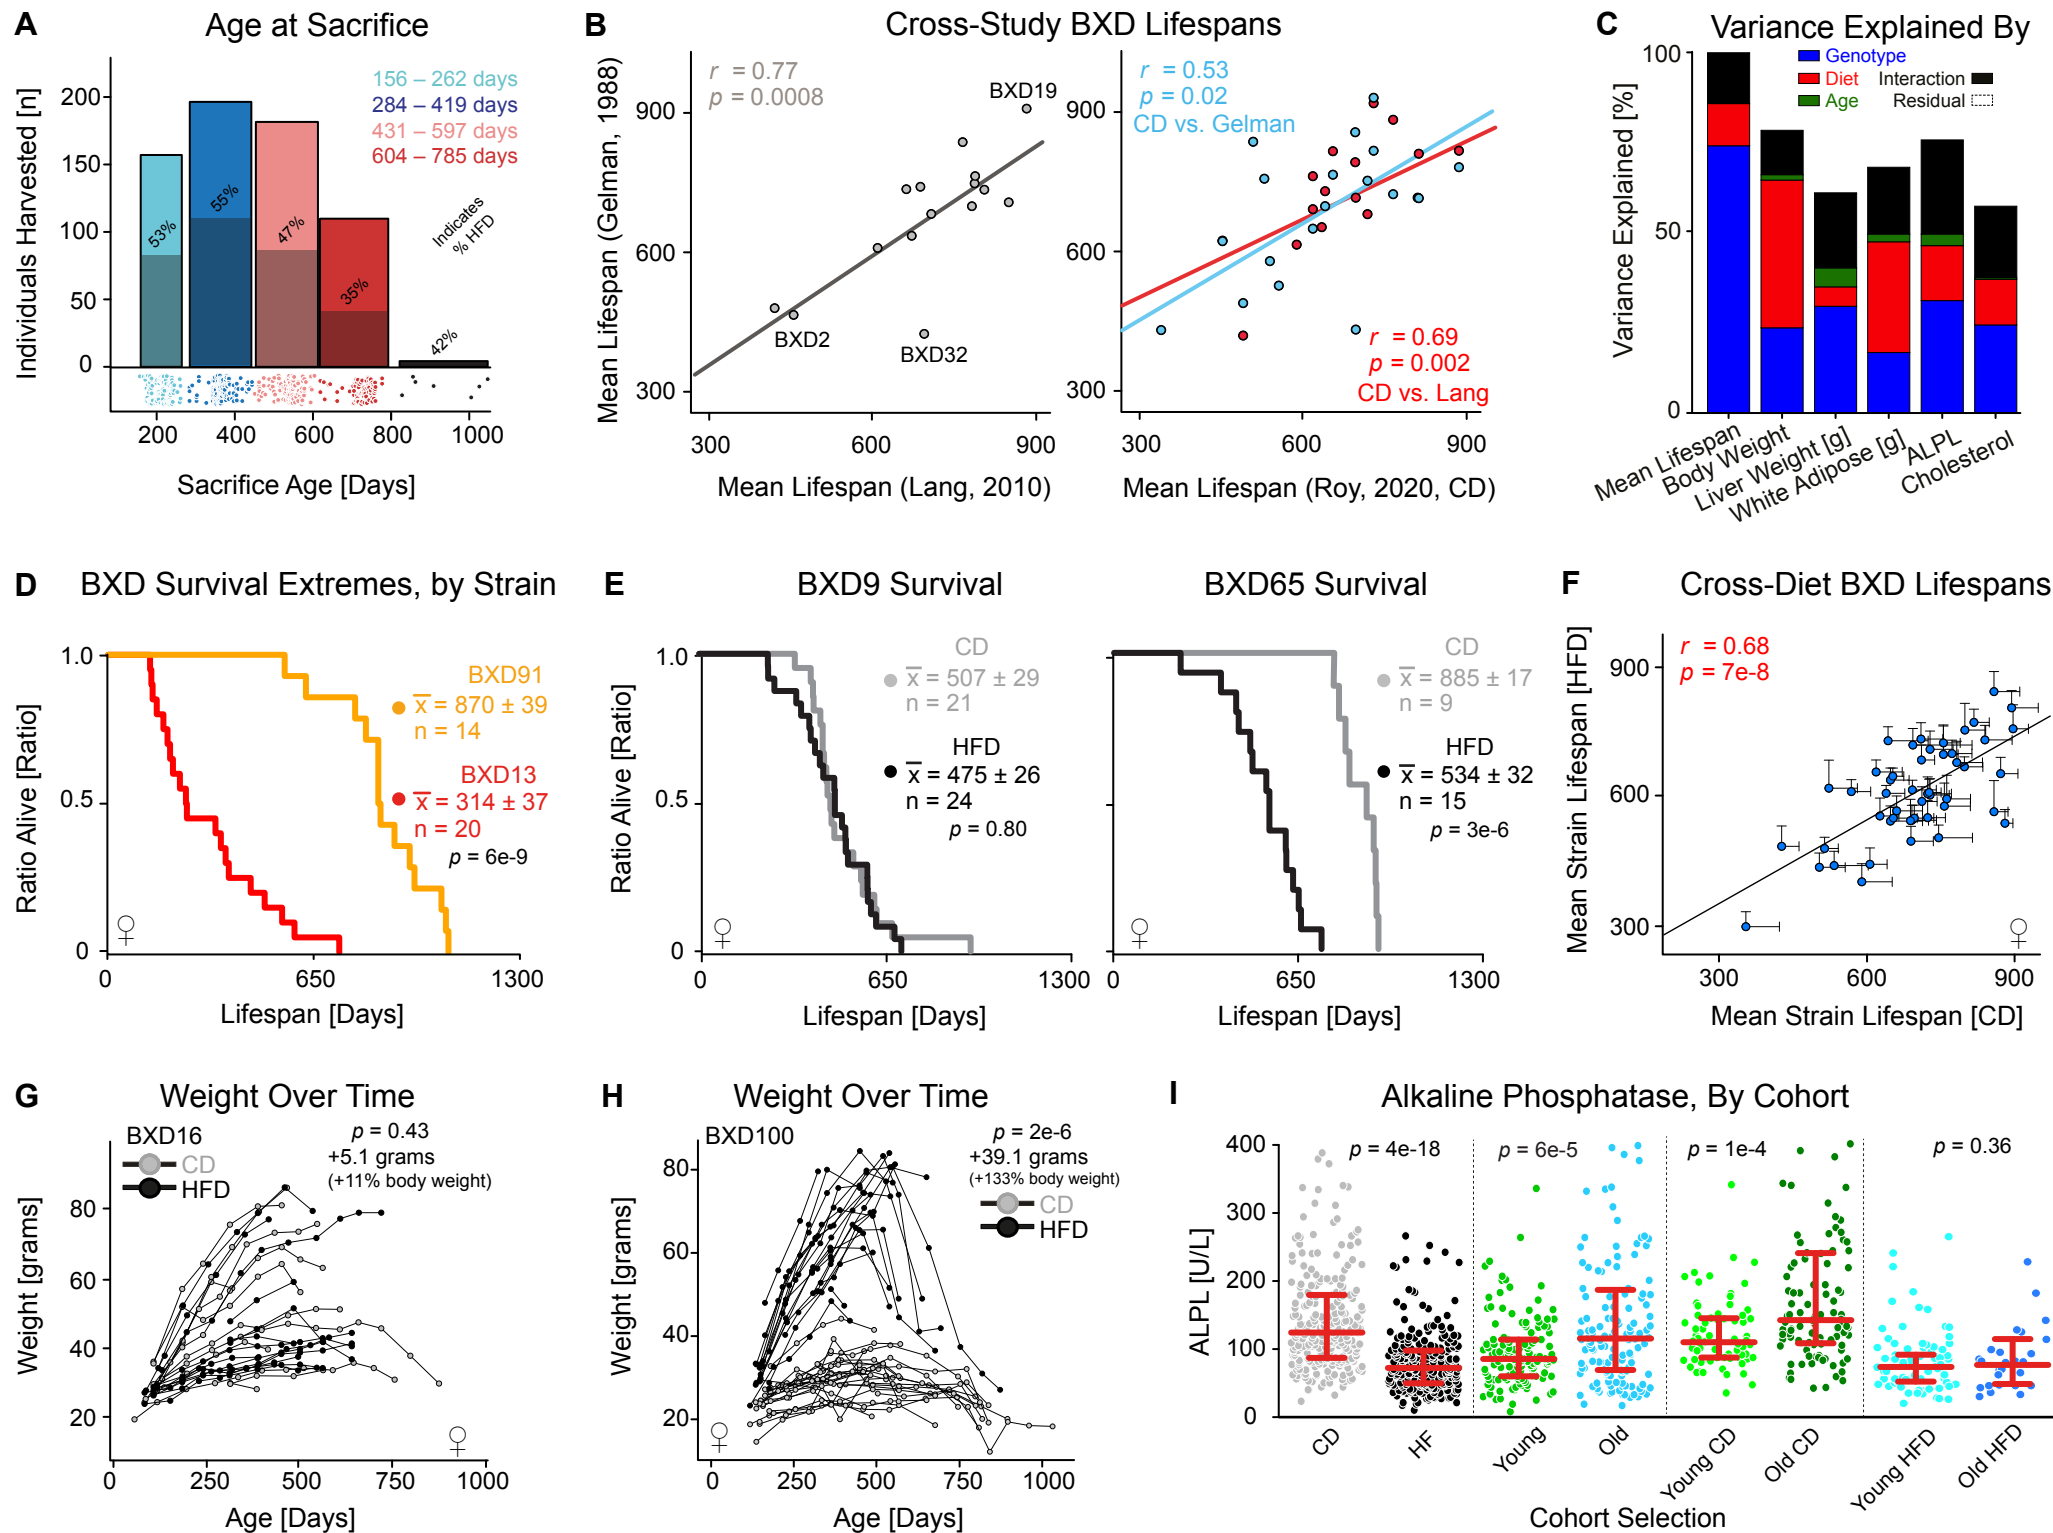 A Age at Sacrifice
Individuals Harvested [n]
200
150
100
50
0
156 – 262 days
284 – 419 days
431 – 597 days
604 – 785 days
53%
55%
47%
35%
42%
Indicates
% HFD
200 400 600 800 1000
Sacrifice Age [Days]
B Cross-Study BXD Lifespans
Mean Lifespan (Gelman, 1988)
900
600
300
r = 0.77
p = 0.0008
BXD19
BXD2
BXD32
300 600 900
Mean Lifespan (Lang, 2010)
900
600
300
r = 0.53
p = 0.02
CD vs. Gelman
r = 0.69
p = 0.002
CD vs. Lang
300 600 900
Mean Lifespan (Roy, 2020, CD)
C Variance Explained By
Variance Explained [%]
100
50
0
Genotype
Diet
Age
Interaction
Residual
Mean Lifespan
Body Weight
Liver Weight [g]
White Adipose [g]
ALPL
Cholesterol
D BXD Survival Extremes, by Strain
Ratio Alive [Ratio]
1.0
0.5
0
BXD91
x = 870 ± 39
n = 14
BXD13
x = 314 ± 37
n = 20
p = 6e-9
♀
0 650 1300
Lifespan [Days]
E BXD9 Survival
Ratio Alive [Ratio]
1.0
0.5
0
CD
x = 507 ± 29
n = 21
HFD
x = 475 ± 26
n = 24
p = 0.80
♀
0 650 1300
Lifespan [Days]
BXD65 Survival
CD
x = 885 ± 17
n = 9
HFD
x = 534 ± 32
n = 15
p = 3e-6
♀
0 650 1300
Lifespan [Days]
F Cross-Diet BXD Lifespans
Mean Strain Lifespan [HFD]
900
600
300
r = 0.68
p = 7e-8
♀
300 600 900
Mean Strain Lifespan [CD]
G Weight Over Time
Weight [grams]
80
60
40
20
BXD16
CD
HFD
p = 0.43
+5.1 grams
(+11% body weight)
♀
0 250 500 750 1000
Age [Days]
H Weight Over Time
Weight [grams]
80
60
40
20
BXD100
p = 2e-6
+39.1 grams
(+133% body weight)
CD
HFD
♀
0 250 500 750 1000
Age [Days]
I Alkaline Phosphatase, By Cohort
ALPL [U/L]
400
300
200
100
0
p = 4e-18
p = 6e-5
p = 1e-4
p = 0.36
CD
HF
Young
Old
Young CD
Old CD
Young HFD
Old HFD
Cohort Selection